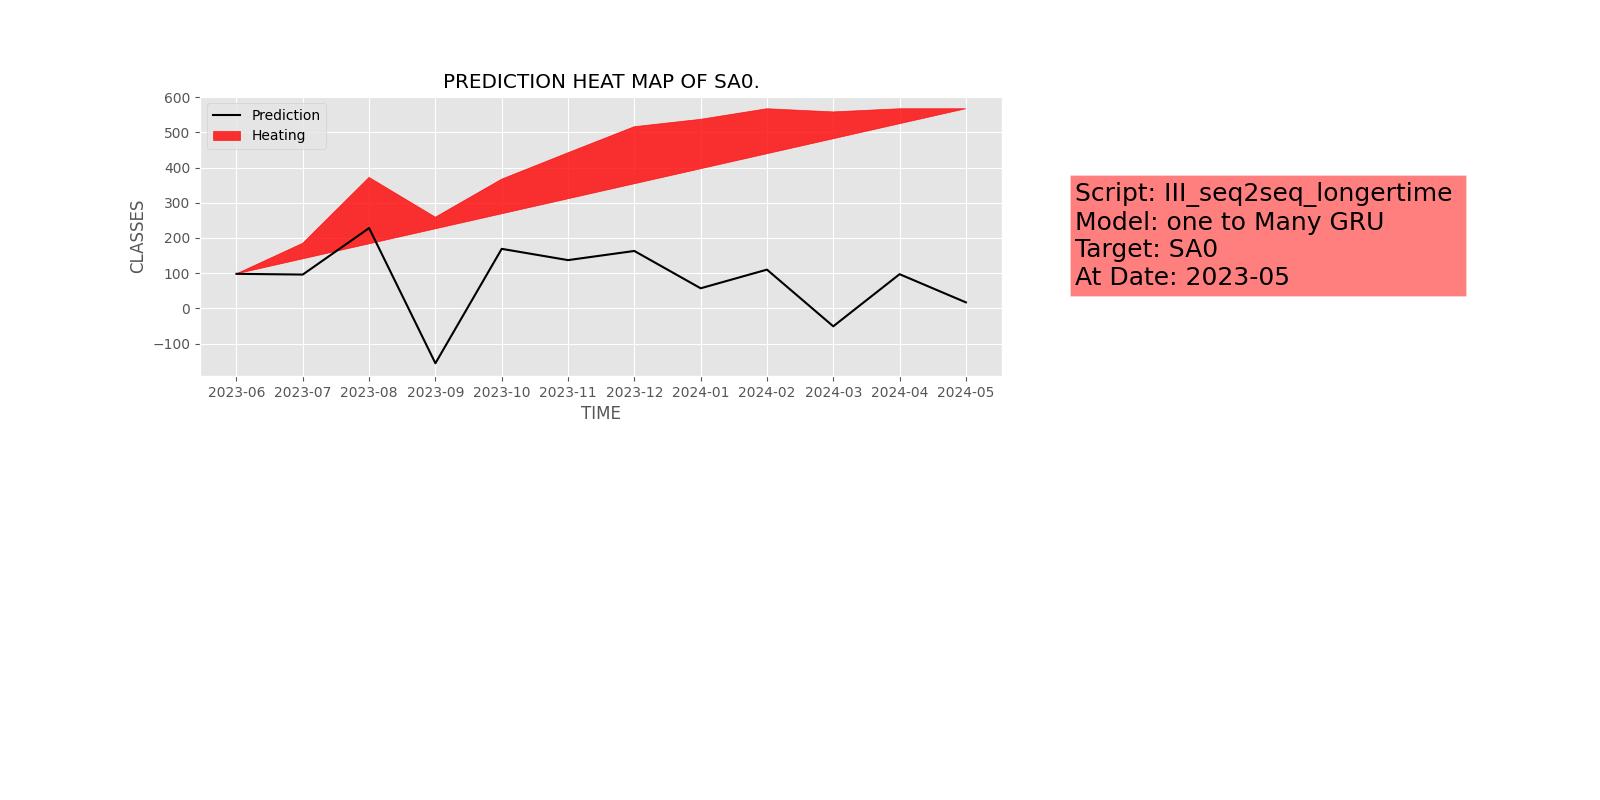 PREDICTION HEAT MAP OF SA0.
600
500
400
300
200
100
0
−100
CLASSES
Prediction
Heating
2023-06 2023-07 2023-08 2023-09 2023-10 2023-11 2023-12 2024-01 2024-02 2024-03 2024-04 2024-05
TIME
Script: III_seq2seq_longertime
Model: one to Many GRU
Target: SA0
At Date: 2023-05